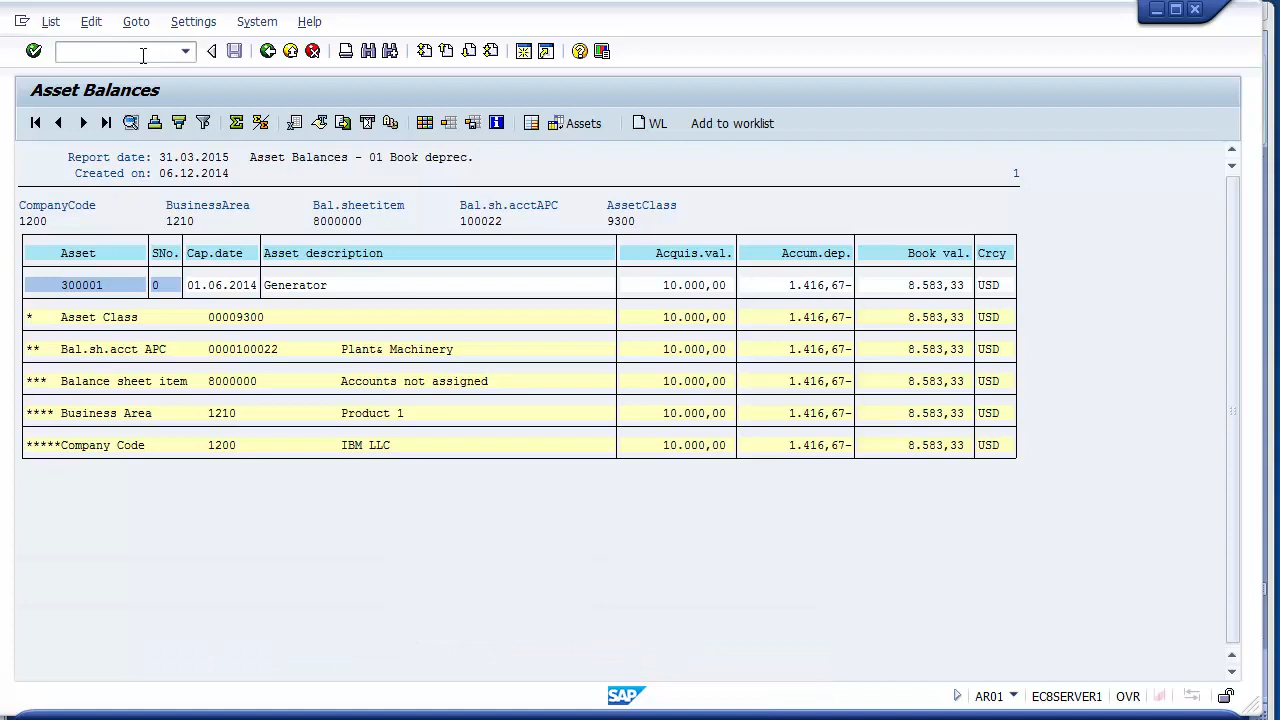 List Edit Goto Settings System Help
Asset Balances
Assets WL Add to worklist
Report date: 31.03.2015 Asset Balances - 01 Book deprec.
Created on: 06.12.2014 1
CompanyCode BusinessArea Bal.sheetitem Bal.sh.acctAPC AssetClass
1200 1210 8000000 100022 9300
Asset SNo. Cap.date Asset description Acquis.val. Accum.dep. Book val. Crcy
300001 0 01.06.2014 Generator 10.000,00 1.416,67- 8.583,33 USD
* Asset Class 00009300 10.000,00 1.416,67- 8.583,33 USD
** Bal.sh.acct APC 0000100022 Plant& Machinery 10.000,00 1.416,67- 8.583,33 USD
*** Balance sheet item 8000000 Accounts not assigned 10.000,00 1.416,67- 8.583,33 USD
**** Business Area 1210 Product 1 10.000,00 1.416,67- 8.583,33 USD
*****Company Code 1200 IBM LLC 10.000,00 1.416,67- 8.583,33 USD
SAP AR01 ECSSERVER1 OVR